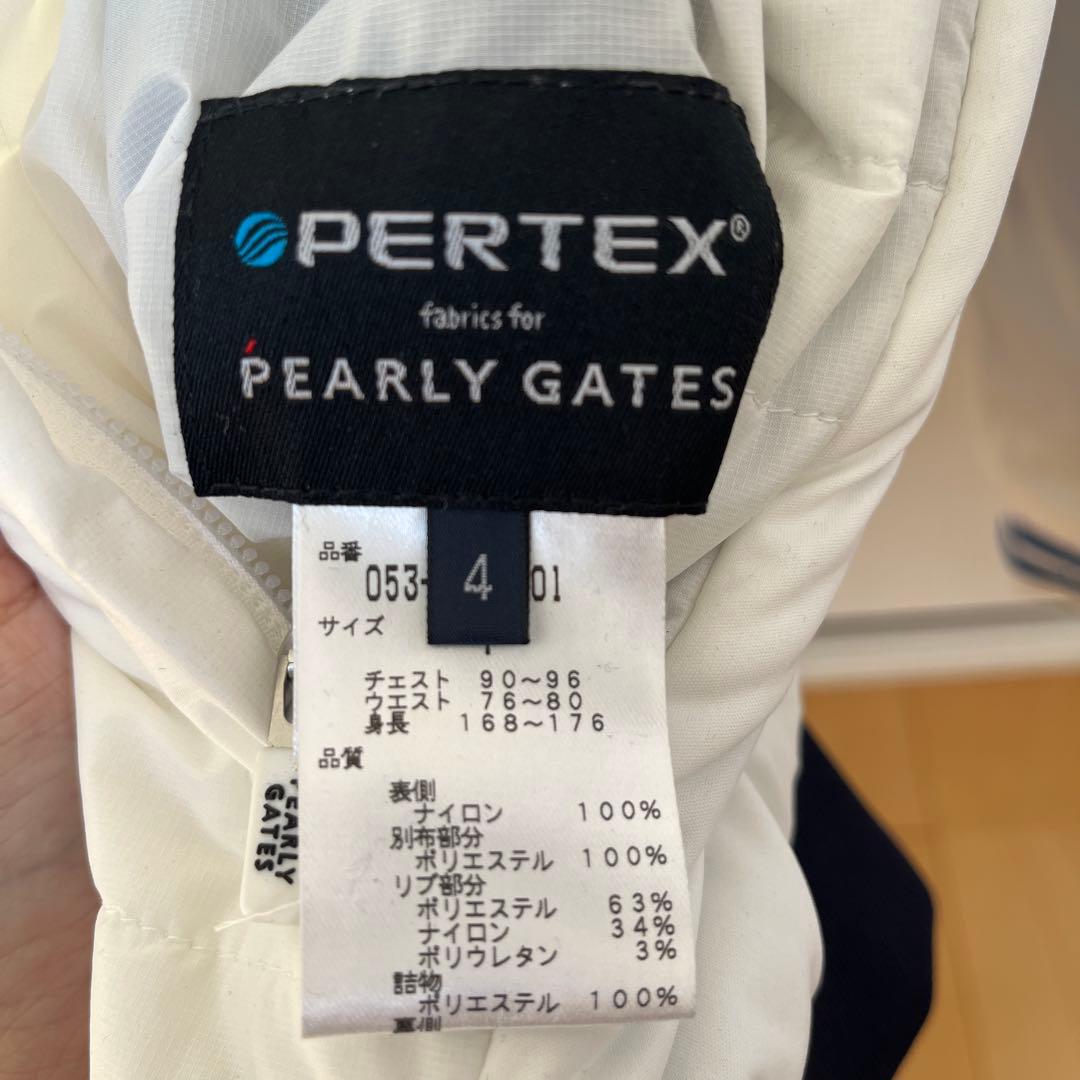 PERTEX®
fabrics for
PEARLY GATES
4
品番
053- 01
サイズ
チェスト 90〜96
ウエスト 76〜80
身長 168〜176
品質
表側
ナイロン 100%
別布部分
ポリエステル 100%
リブ部分
ポリエステル 63%
ナイロン 34%
ポリウレタン 3%
詰物
ポリエステル 100%
裏側
PEARLY
GATES